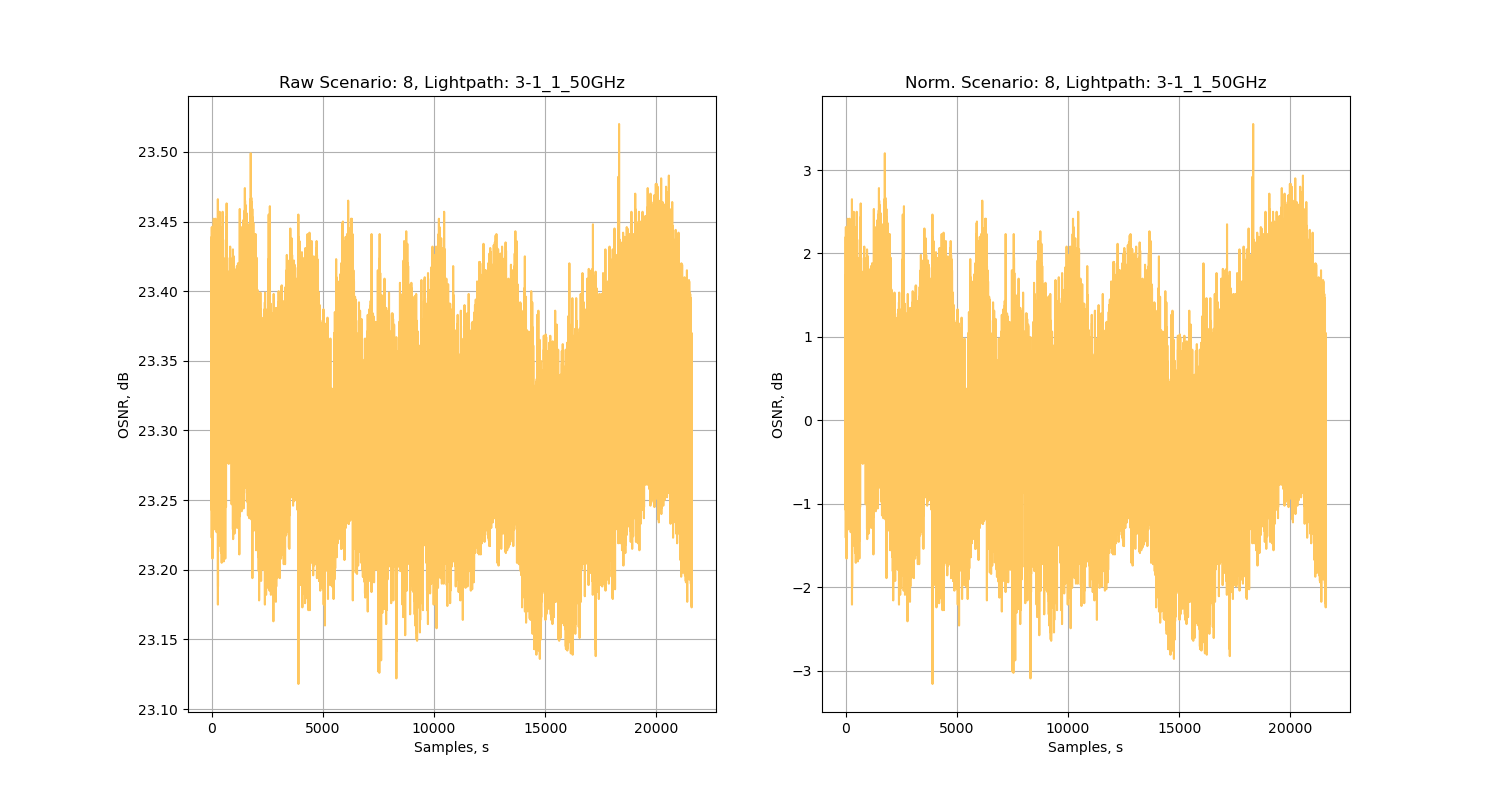 Raw Scenario: 8, Lightpath: 3-1_1_50GHz
23.50
23.45
23.40
23.35
23.30
23.25
23.20
23.15
23.10
OSNR, dB
0 5000 10000 15000 20000
Samples, s
Norm. Scenario: 8, Lightpath: 3-1_1_50GHz
3
2
1
0
−1
−2
−3
OSNR, dB
0 5000 10000 15000 20000
Samples, s